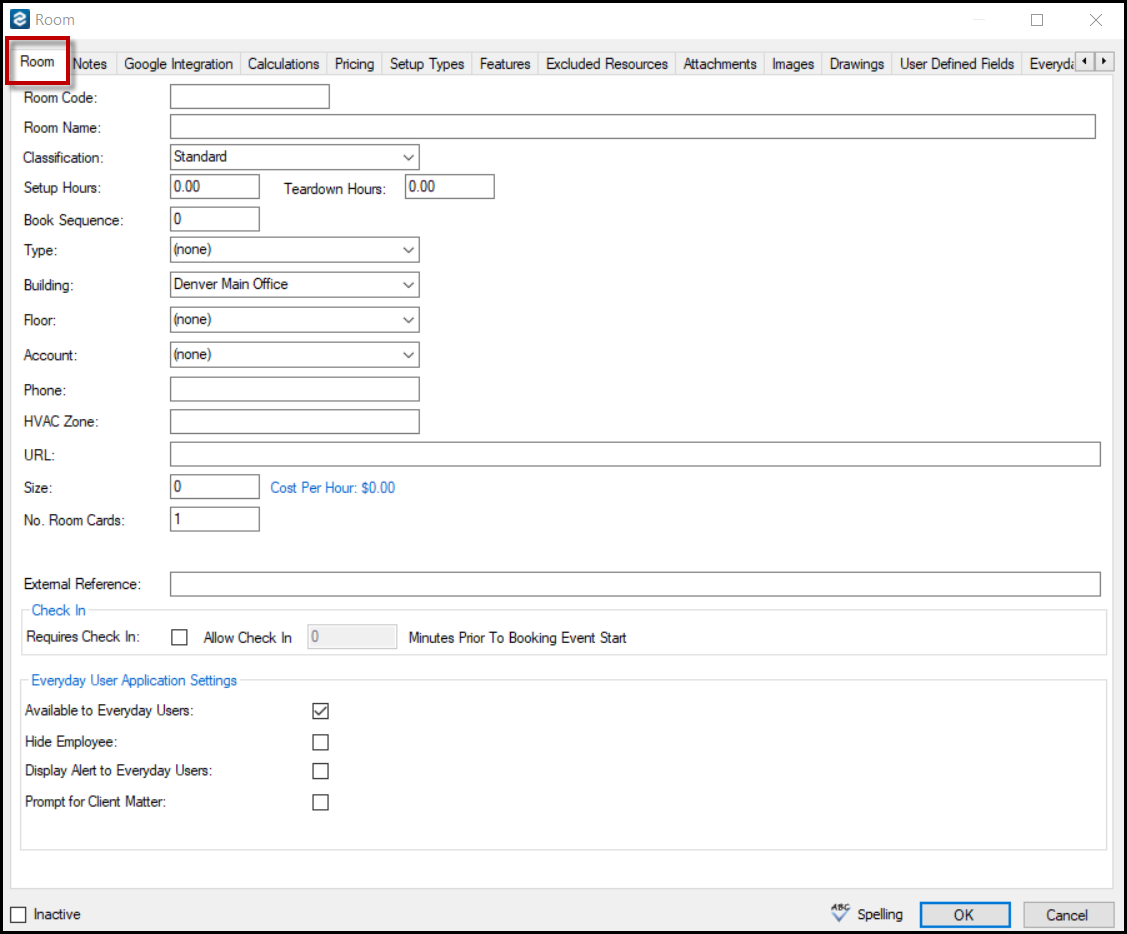 Room
Room Notes Google Integration Calculations Pricing Setup Types Features Excluded Resources Attachments Images Drawings User Defined Fields Everyda
Room Code:
Room Name:
Classification: Standard
Setup Hours: 0.00 Teardown Hours: 0.00
Book Sequence: 0
Type: (none)
Building: Denver Main Office
Floor: (none)
Account: (none)
Phone:
HVAC Zone:
URL:
Size: 0 Cost Per Hour: $0.00
No. Room Cards: 1
External Reference:
Check In
Requires Check In: Allow Check In 0 Minutes Prior To Booking Event Start
Everyday User Application Settings
Available to Everyday Users:
Hide Employee:
Display Alert to Everyday Users:
Prompt for Client Matter:
Inactive ABC Spelling OK Cancel